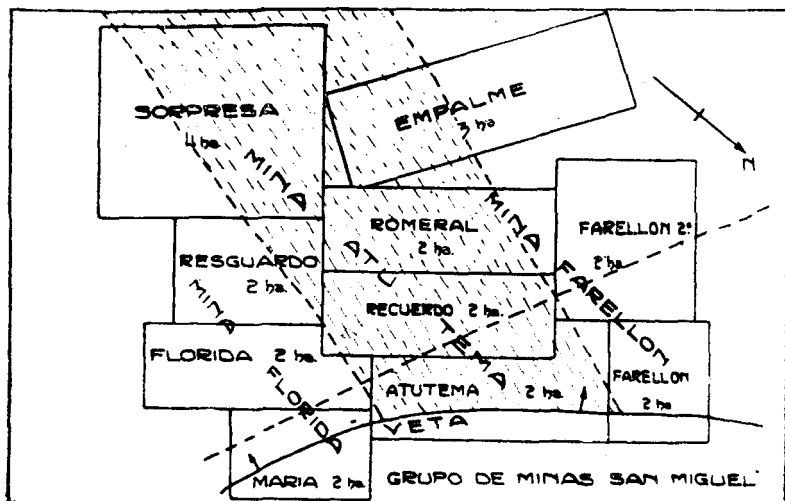 SORPRESA
4 ha.
EMPALME
3 ha
N
MINA
ATUTEMA
MINA
FARELLON
ROMERAL
2 ha.
FARELLON 2º
2 ha.
RESGUARDO
2 ha.
MINA
FLORIDA
RECUERDO 2 ha.
FLORIDA 2 ha.
ATUTEMA 2 ha.
FARELLON
2 ha.
VETA
MARIA 2 ha.
GRUPO DE MINAS SAN MIGUEL